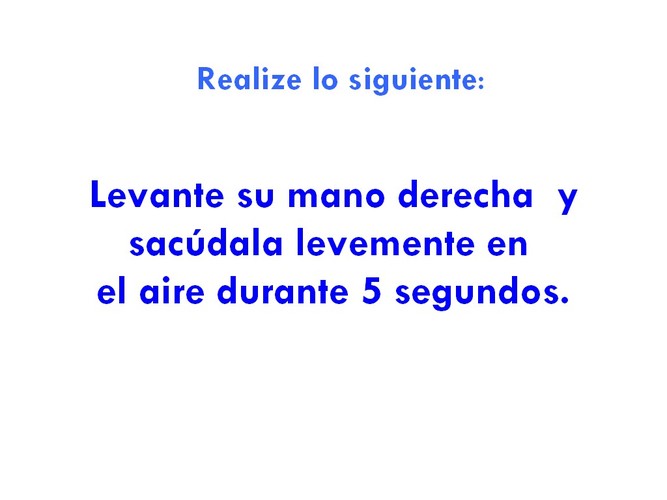 Realize lo siguiente:
Levante su mano derecha y
sacúdala levemente en
el aire durante 5 segundos.